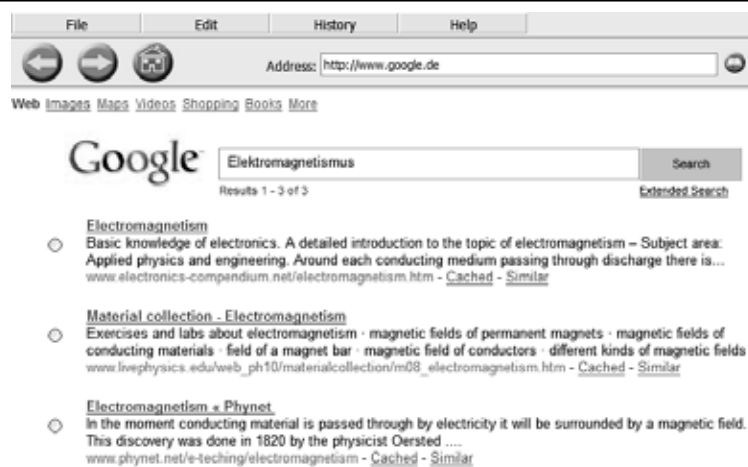 File Edit History Help
Address: http://www.google.de
Web Images Maps Videos Shopping Books More
Google Elektromagnetismus Search
Results 1 - 3 of 3 Extended Search
Electromagnetism
Basic knowledge of electronics. A detailed introduction to the topic of electromagnetism – Subject area:
Applied physics and engineering. Around each conducting medium passing through discharge there is...
www.electronics-compendium.net/electromagnetism.htm - Cached - Similar
Material collection - Electromagnetism
Exercises and labs about electromagnetism · magnetic fields of permanent magnets · magnetic fields of
conducting materials · field of a magnet bar · magnetic field of conductors · different kinds of magnetic fields
www.livephysics.edu/web_ph10/materialcollection/m08_electromagnetism.htm - Cached - Similar
Electromagnetism « Phynet
In the moment conducting material is passed through by electricity it will be surrounded by a magnetic field.
This discovery was done in 1820 by the physicist Oersted ....
www.phynet.net/e-teching/electromagnetism - Cached - Similar